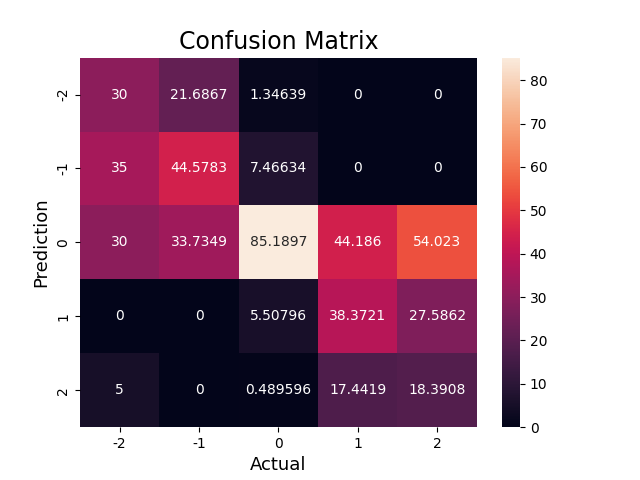 Confusion Matrix
-2 30 21.6867 1.34639 0 0
-1 35 44.5783 7.46634 0 0
0 30 33.7349 85.1897 44.186 54.023
1 0 0 5.50796 38.3721 27.5862
2 5 0 0.489596 17.4419 18.3908
-2 -1 0 1 2
Prediction
Actual
80
70
60
50
40
30
20
10
0